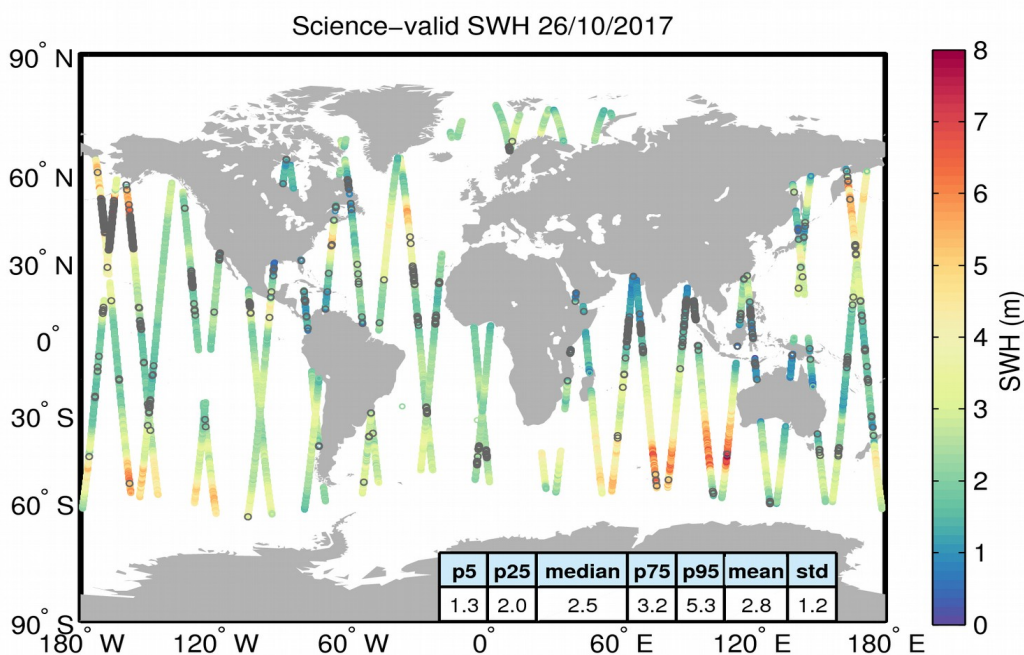 Science−valid SWH 26/10/2017
90° N
60° N
30° N
0°
30° S
60° S
90° S
180° W
120° W
60° W
0°
60° E
120° E
180° E
8
7
6
5
4
3
2
1
0
SWH (m)
p5 p25 median p75 p95 mean std
1.3 2.0 2.5 3.2 5.3 2.8 1.2